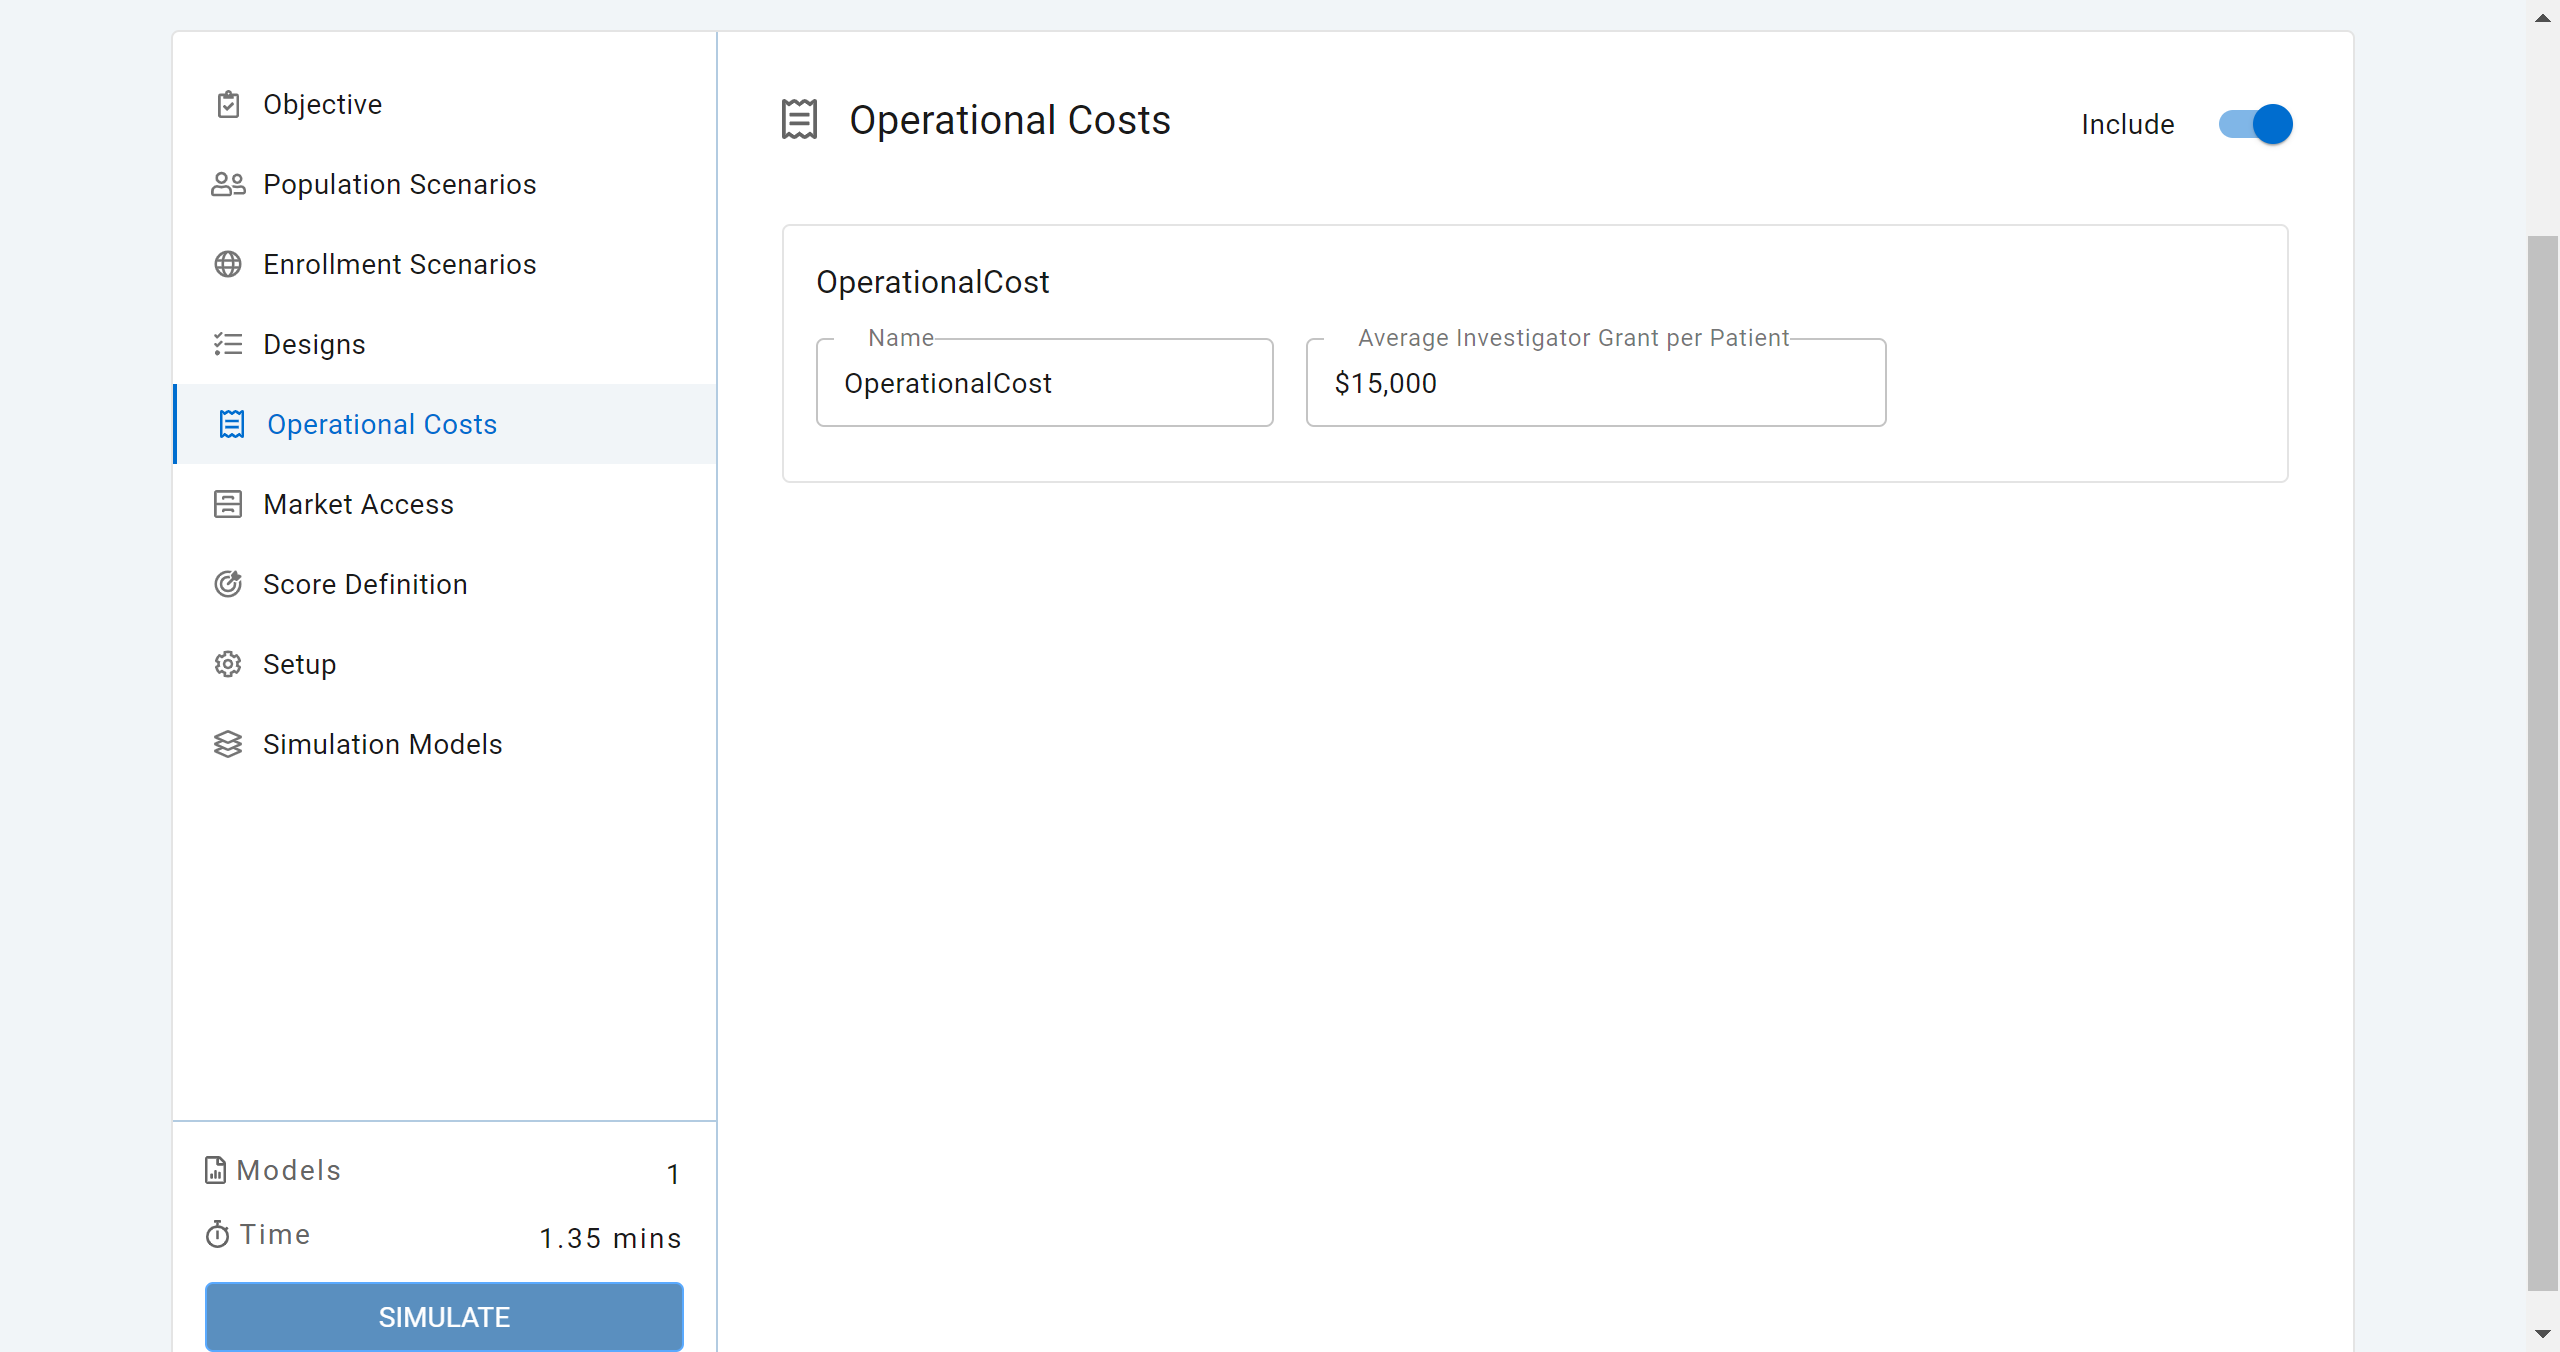 Objective
Population Scenarios
Enrollment Scenarios
Designs
Operational Costs
Market Access
Score Definition
Setup
Simulation Models
Models 1
Time 1.35 mins
SIMULATE
Operational Costs
Include
OperationalCost
Name
OperationalCost
Average Investigator Grant per Patient
$15,000